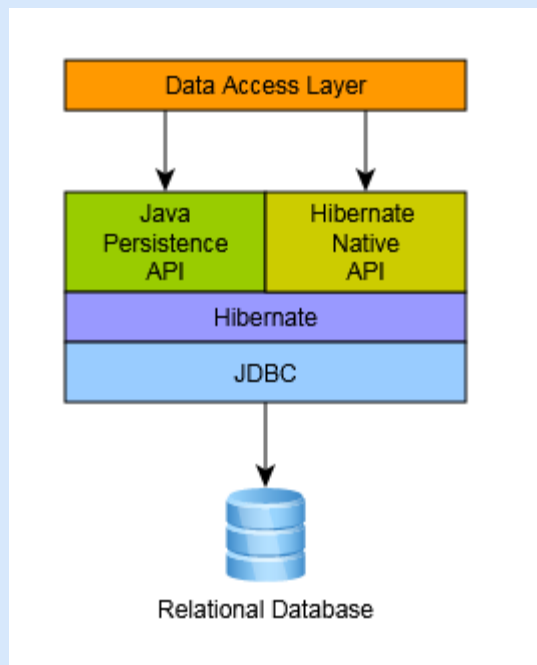 Data Access Layer
Java
Persistence
API
Hibernate
Native
API
Hibernate
JDBC
Relational Database